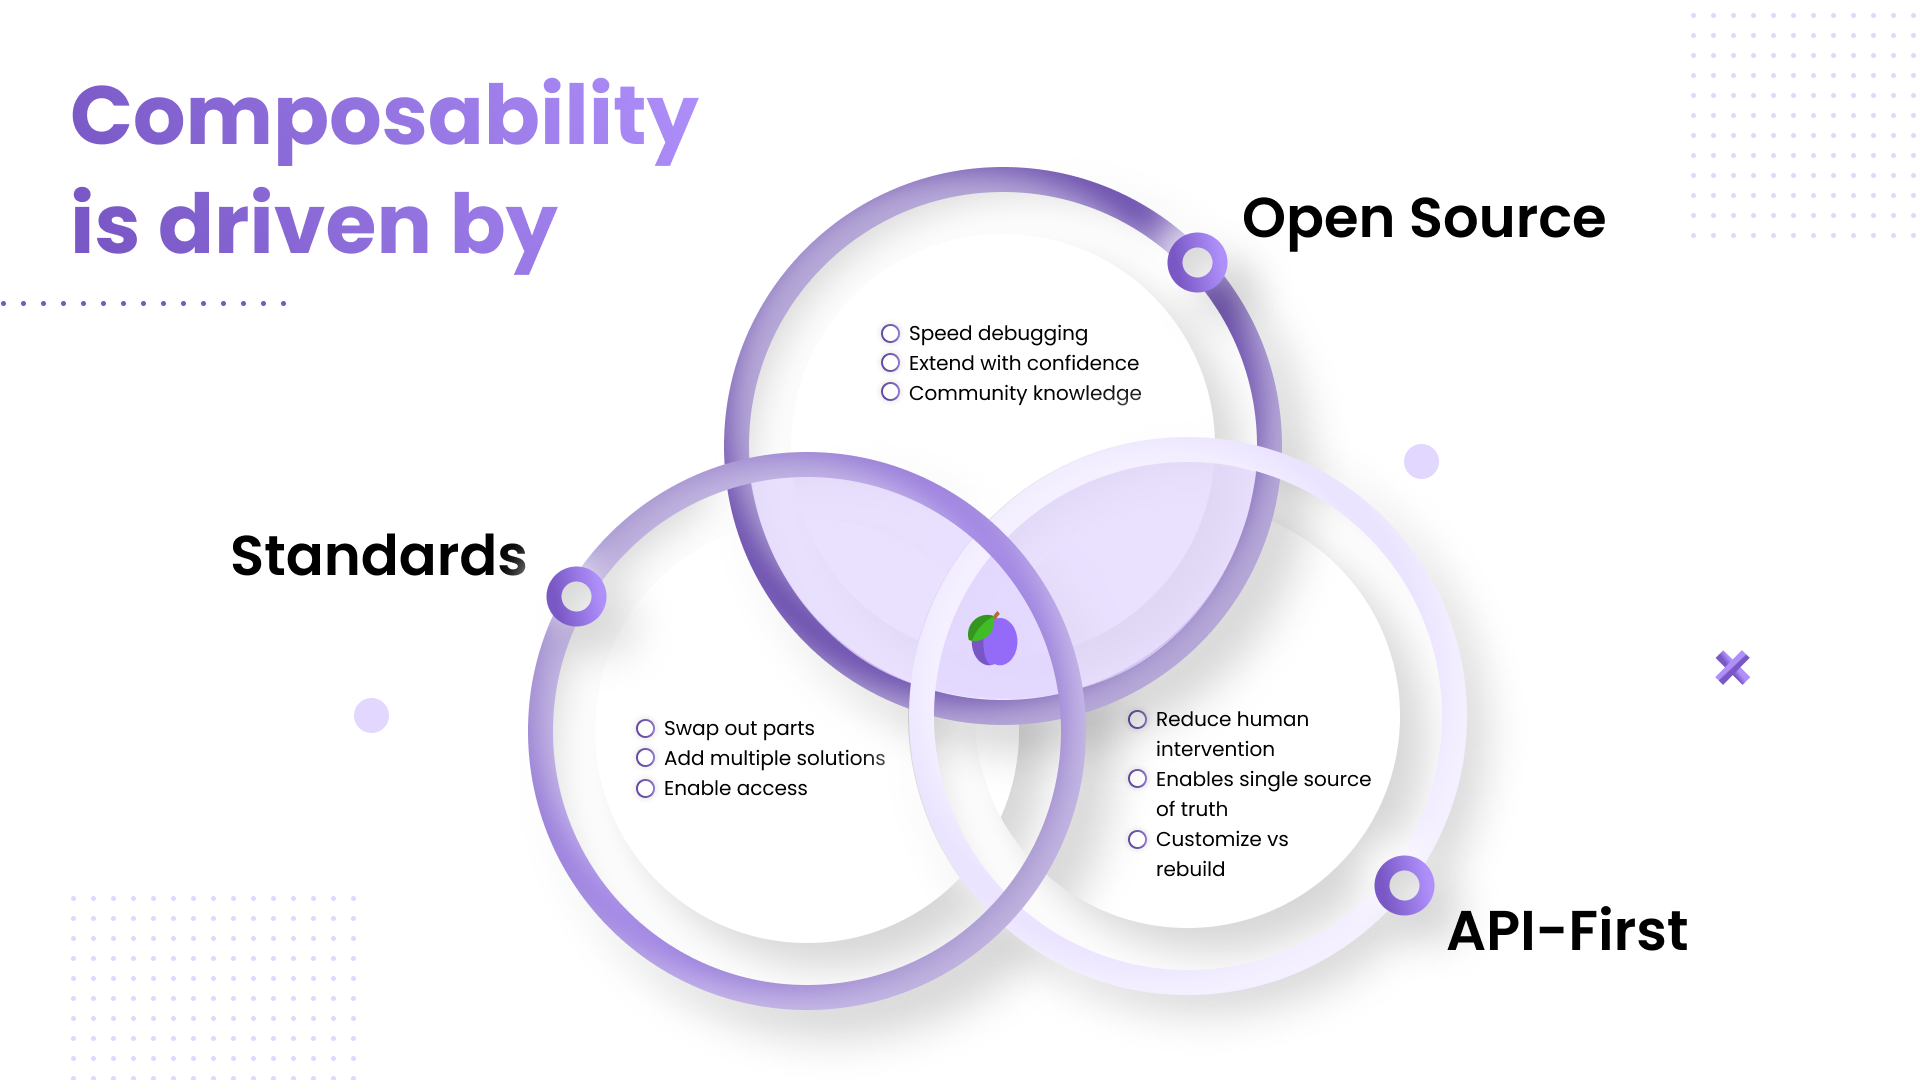 Composability
is driven by
Open Source
Speed debugging
Extend with confidence
Community knowledge
Standards
Swap out parts
Add multiple solutions
Enable access
Reduce human
intervention
Enables single source
of truth
Customize vs
rebuild
API-First